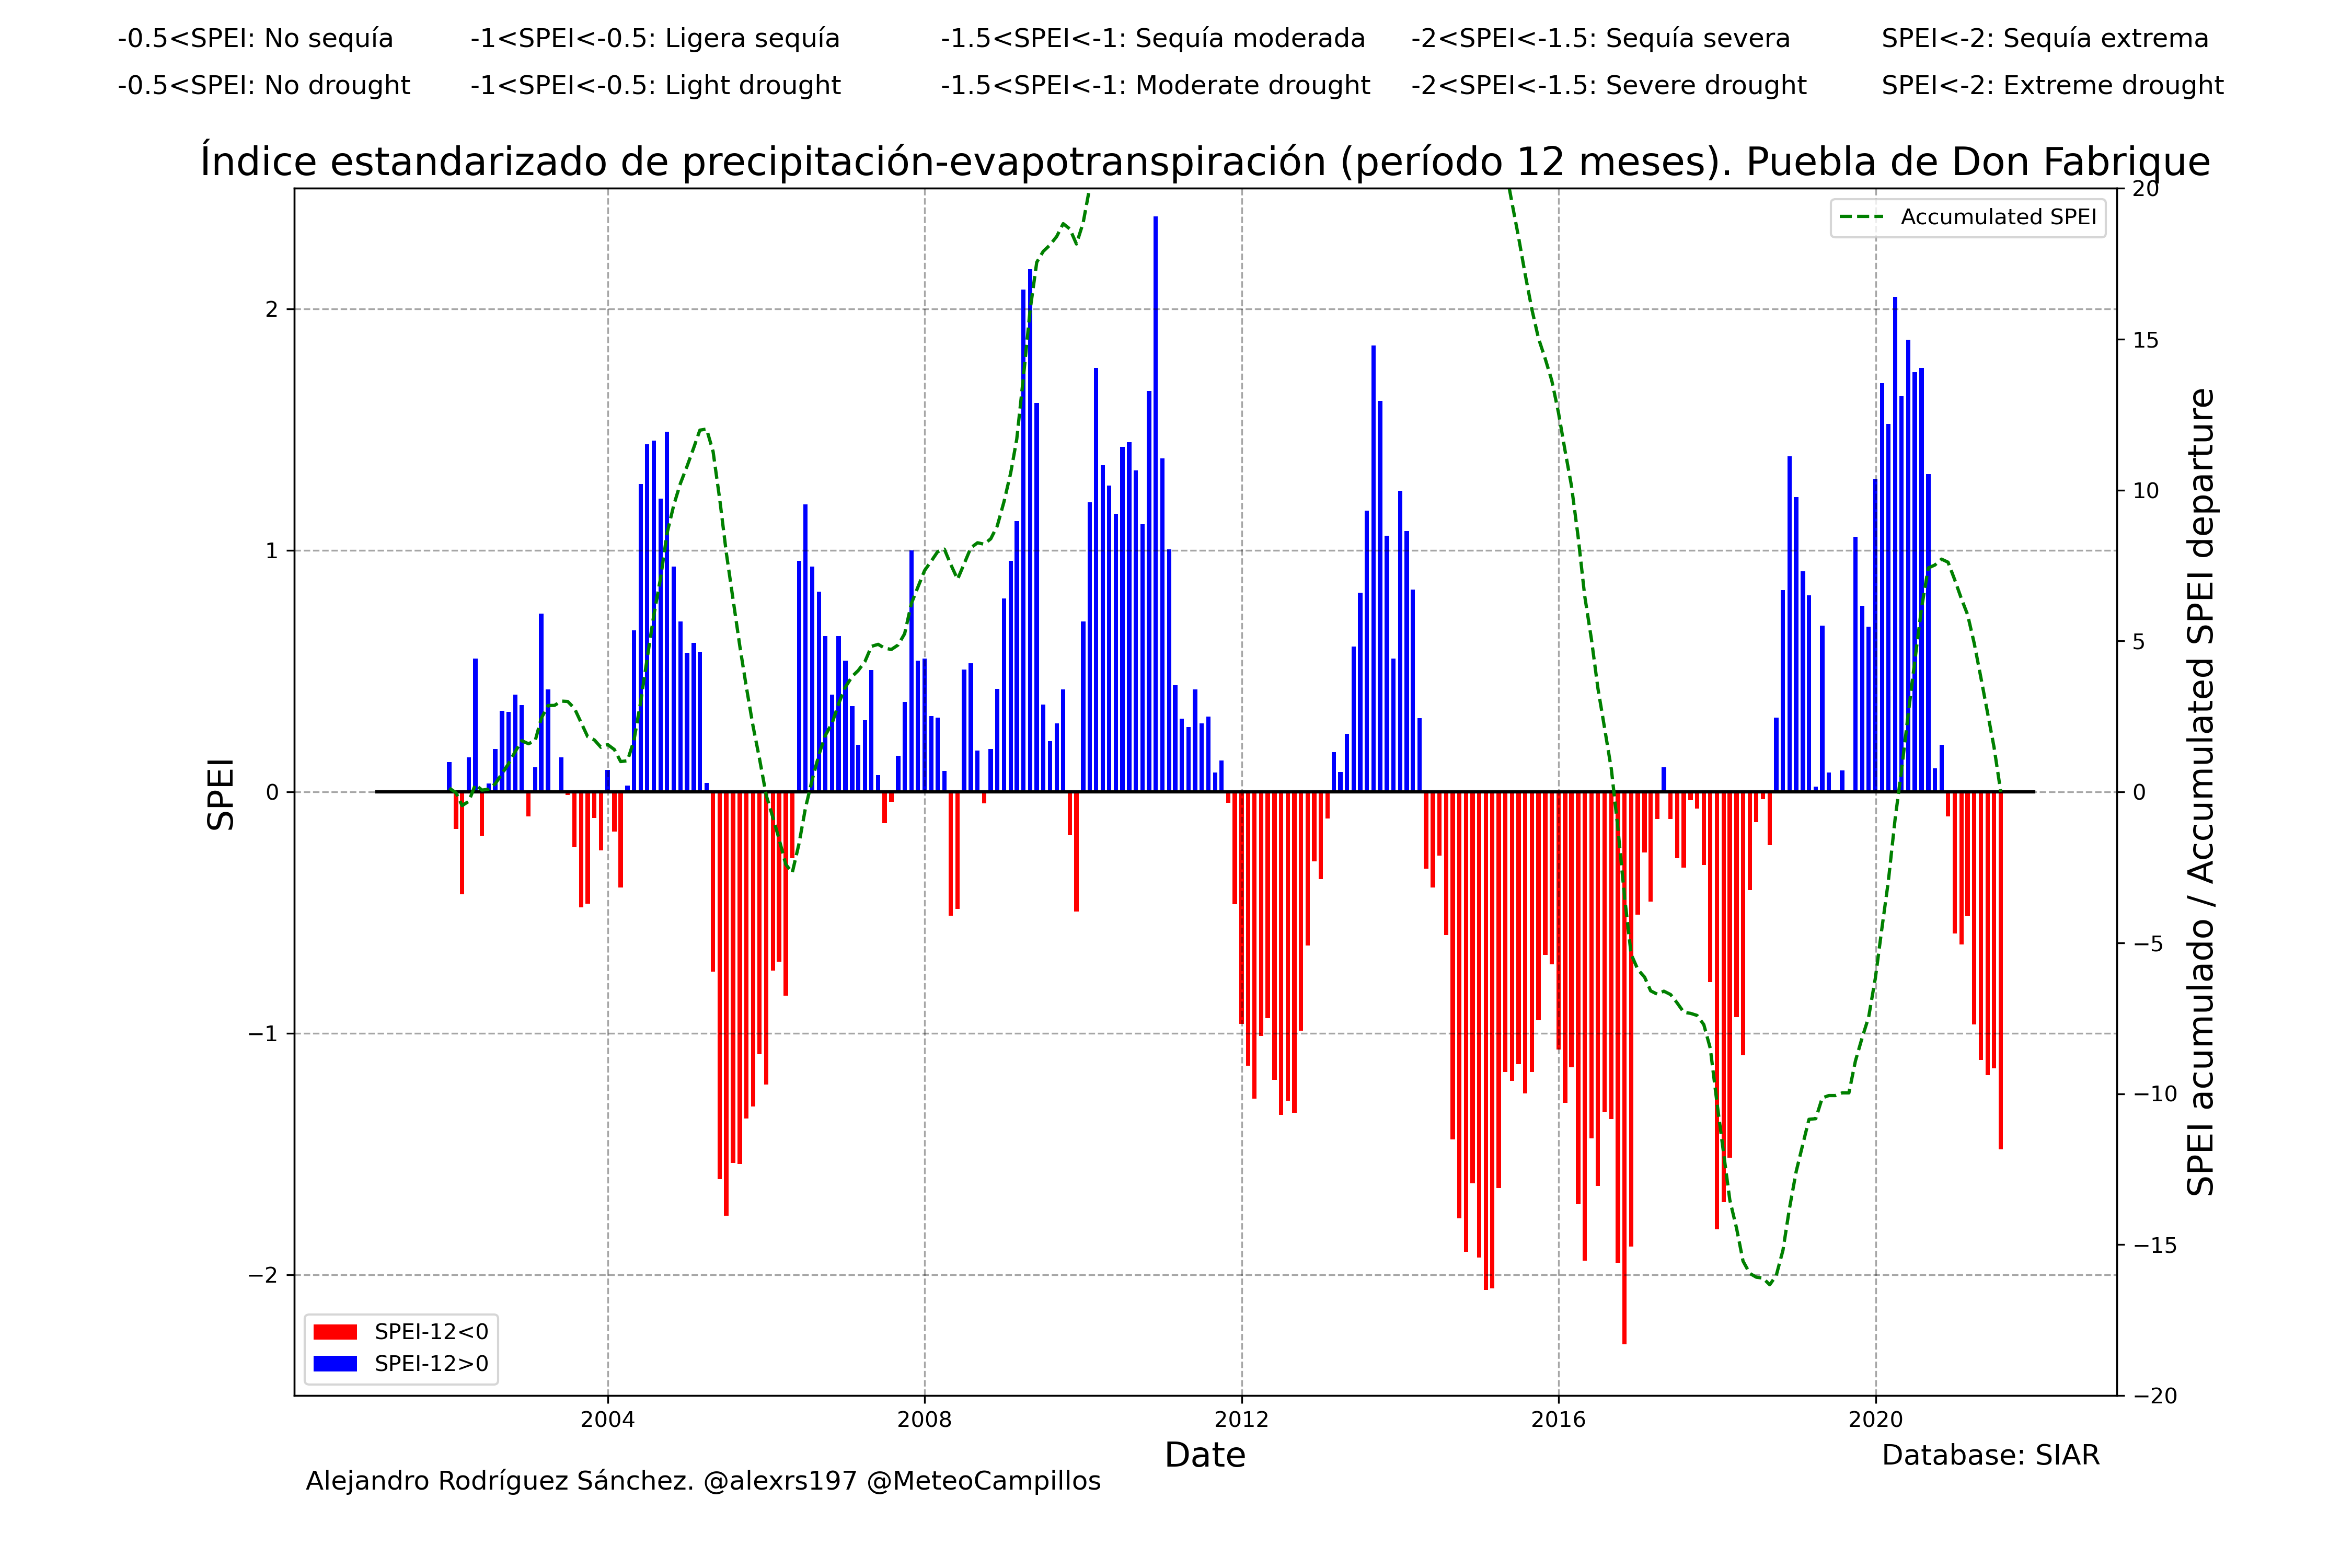 -0.5<SPEI: No sequía -1<SPEI<-0.5: Ligera sequía -1.5<SPEI<-1: Sequía moderada -2<SPEI<-1.5: Sequía severa SPEI<-2: Sequía extrema
-0.5<SPEI: No drought -1<SPEI<-0.5: Light drought -1.5<SPEI<-1: Moderate drought -2<SPEI<-1.5: Severe drought SPEI<-2: Extreme drought
Índice estandarizado de precipitación-evapotranspiración (período 12 meses). Puebla de Don Fabrique
Accumulated SPEI
SPEI
2
1
0
−1
−2
20
15
10
5
0
−5
−10
−15
−20
SPEI acumulado / Accumulated SPEI departure
SPEI-12<0
SPEI-12>0
2004 2008 2012 2016 2020
Date
Database: SIAR
Alejandro Rodríguez Sánchez. @alexrs197 @MeteoCampillos